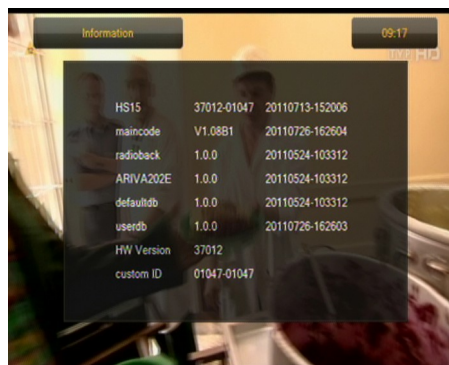 Information 09:17
HD
HS15 37012-01047 20110713-152006
maincode V1.08B1 20110726-162604
radioback 1.0.0 20110524-103312
ARIVA202E 1.0.0 20110524-103312
defaultdb 1.0.0 20110524-103312
userdb 1.0.0 20110726-162603
HW Version 37012
custom ID 01047-01047